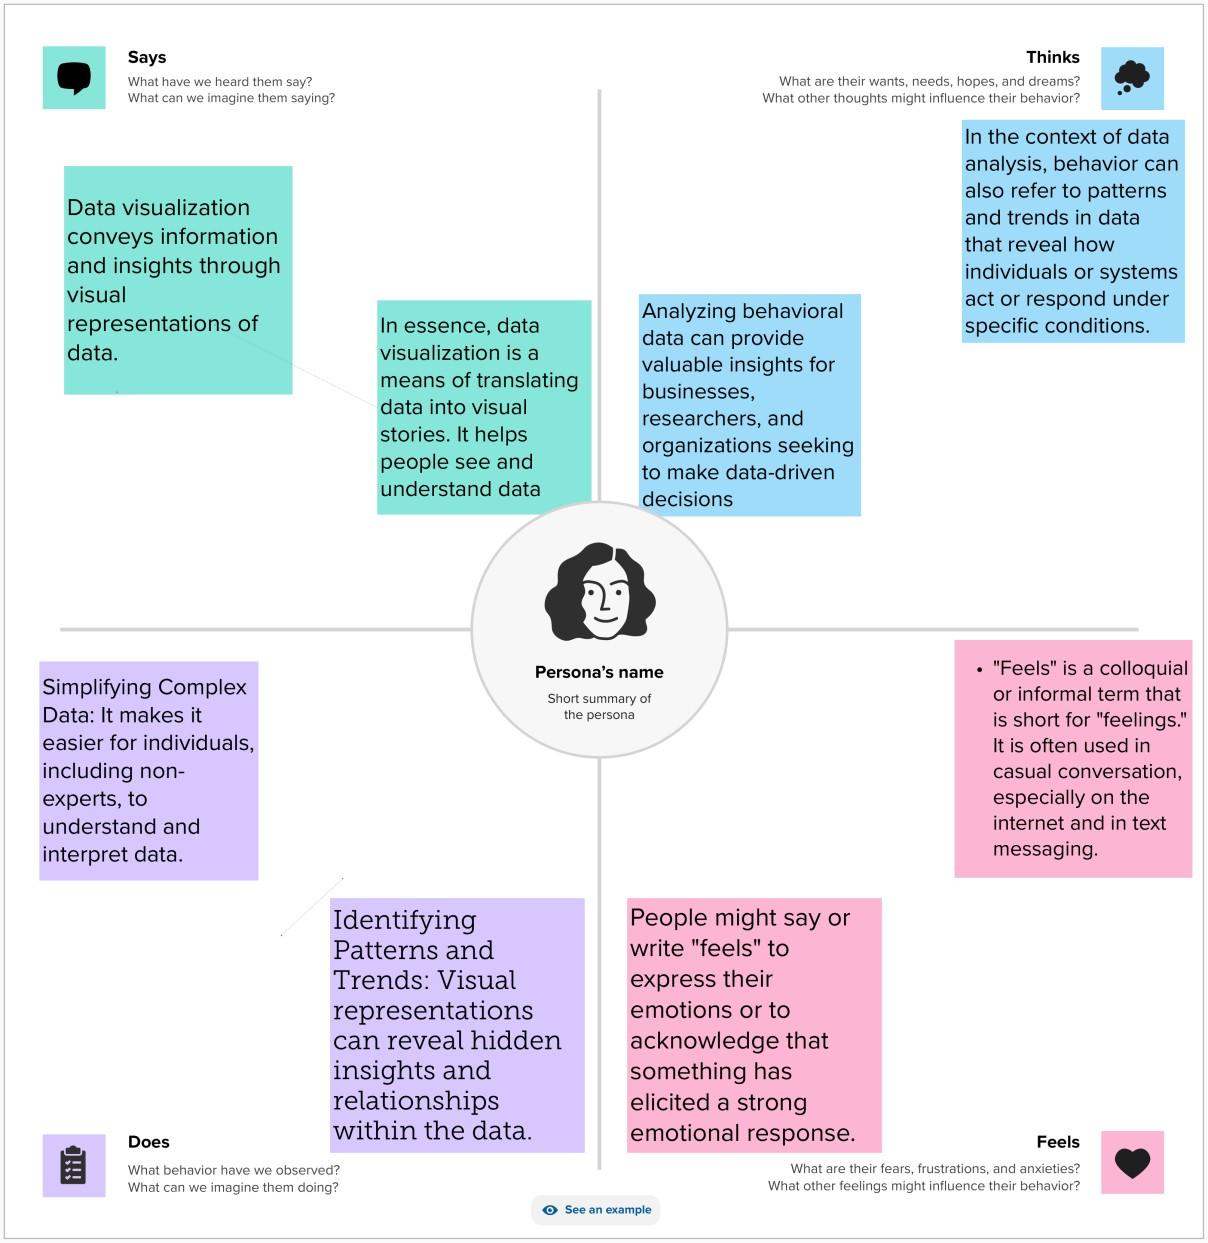 Says
What have we heard them say?
What can we imagine them saying?
Thinks
What are their wants, needs, hopes, and dreams?
What other thoughts might influence their behavior?
Data visualization
conveys information
and insights through
visual
representations of
data.
In essence, data
visualization is a
means of translating
data into visual
stories. It helps
people see and
understand data
Analyzing behavioral
data can provide
valuable insights for
businesses,
researchers, and
organizations seeking
to make data-driven
decisions
In the context of data
analysis, behavior can
also refer to patterns
and trends in data
that reveal how
individuals or systems
act or respond under
specific conditions.
Persona's name
Short summary of
the persona
Simplifying Complex
Data: It makes it
easier for individuals,
including non-
experts, to
understand and
interpret data.
Identifying
Patterns and
Trends: Visual
representations
can reveal hidden
insights and
relationships
within the data.
People might say or
write "feels" to
express their
emotions or to
acknowledge that
something has
elicited a strong
emotional response.
• "Feels" is a colloquial
or informal term that
is short for "feelings."
It is often used in
casual conversation,
especially on the
internet and in text
messaging.
Does
What behavior have we observed?
What can we imagine them doing?
Feels
What are their fears, frustrations, and anxieties?
What other feelings might influence their behavior?
See an example